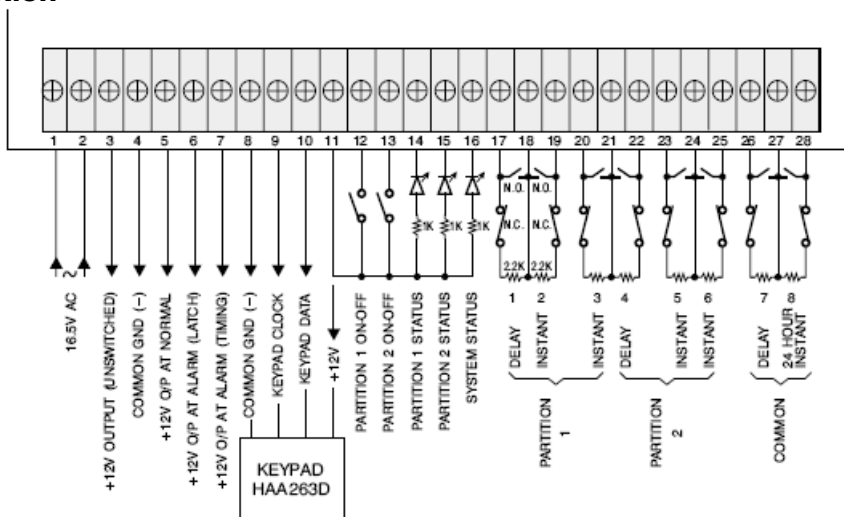 1 2 3 4 5 6 7 8 9 10 11 12 13 14 15 16 17 18 19 20 21 22 23 24 25 26 27 28
N.O. N.O.
1K 1K 1K
N.C. N.C.
2.2K 2.2K
16.5V AC
+12V OUTPUT (UNSWITCHED)
COMMON GND (−)
+12V O/P AT NORMAL
+12V O/P AT ALARM (LATCH)
+12V O/P AT ALARM (TIMING)
COMMON GND (−)
KEYPAD CLOCK
KEYPAD DATA
+12V
PARTITION 1 ON-OFF
PARTITION 2 ON-OFF
PARTITION 1 STATUS
PARTITION 2 STATUS
SYSTEM STATUS
1 2 3 4 5 6 7 8
DELAY
INSTANT
INSTANT
DELAY
INSTANT
INSTANT
DELAY
24 HOUR
INSTANT
PARTITION
1
PARTITION
2
COMMON
KEYPAD
HAA263D